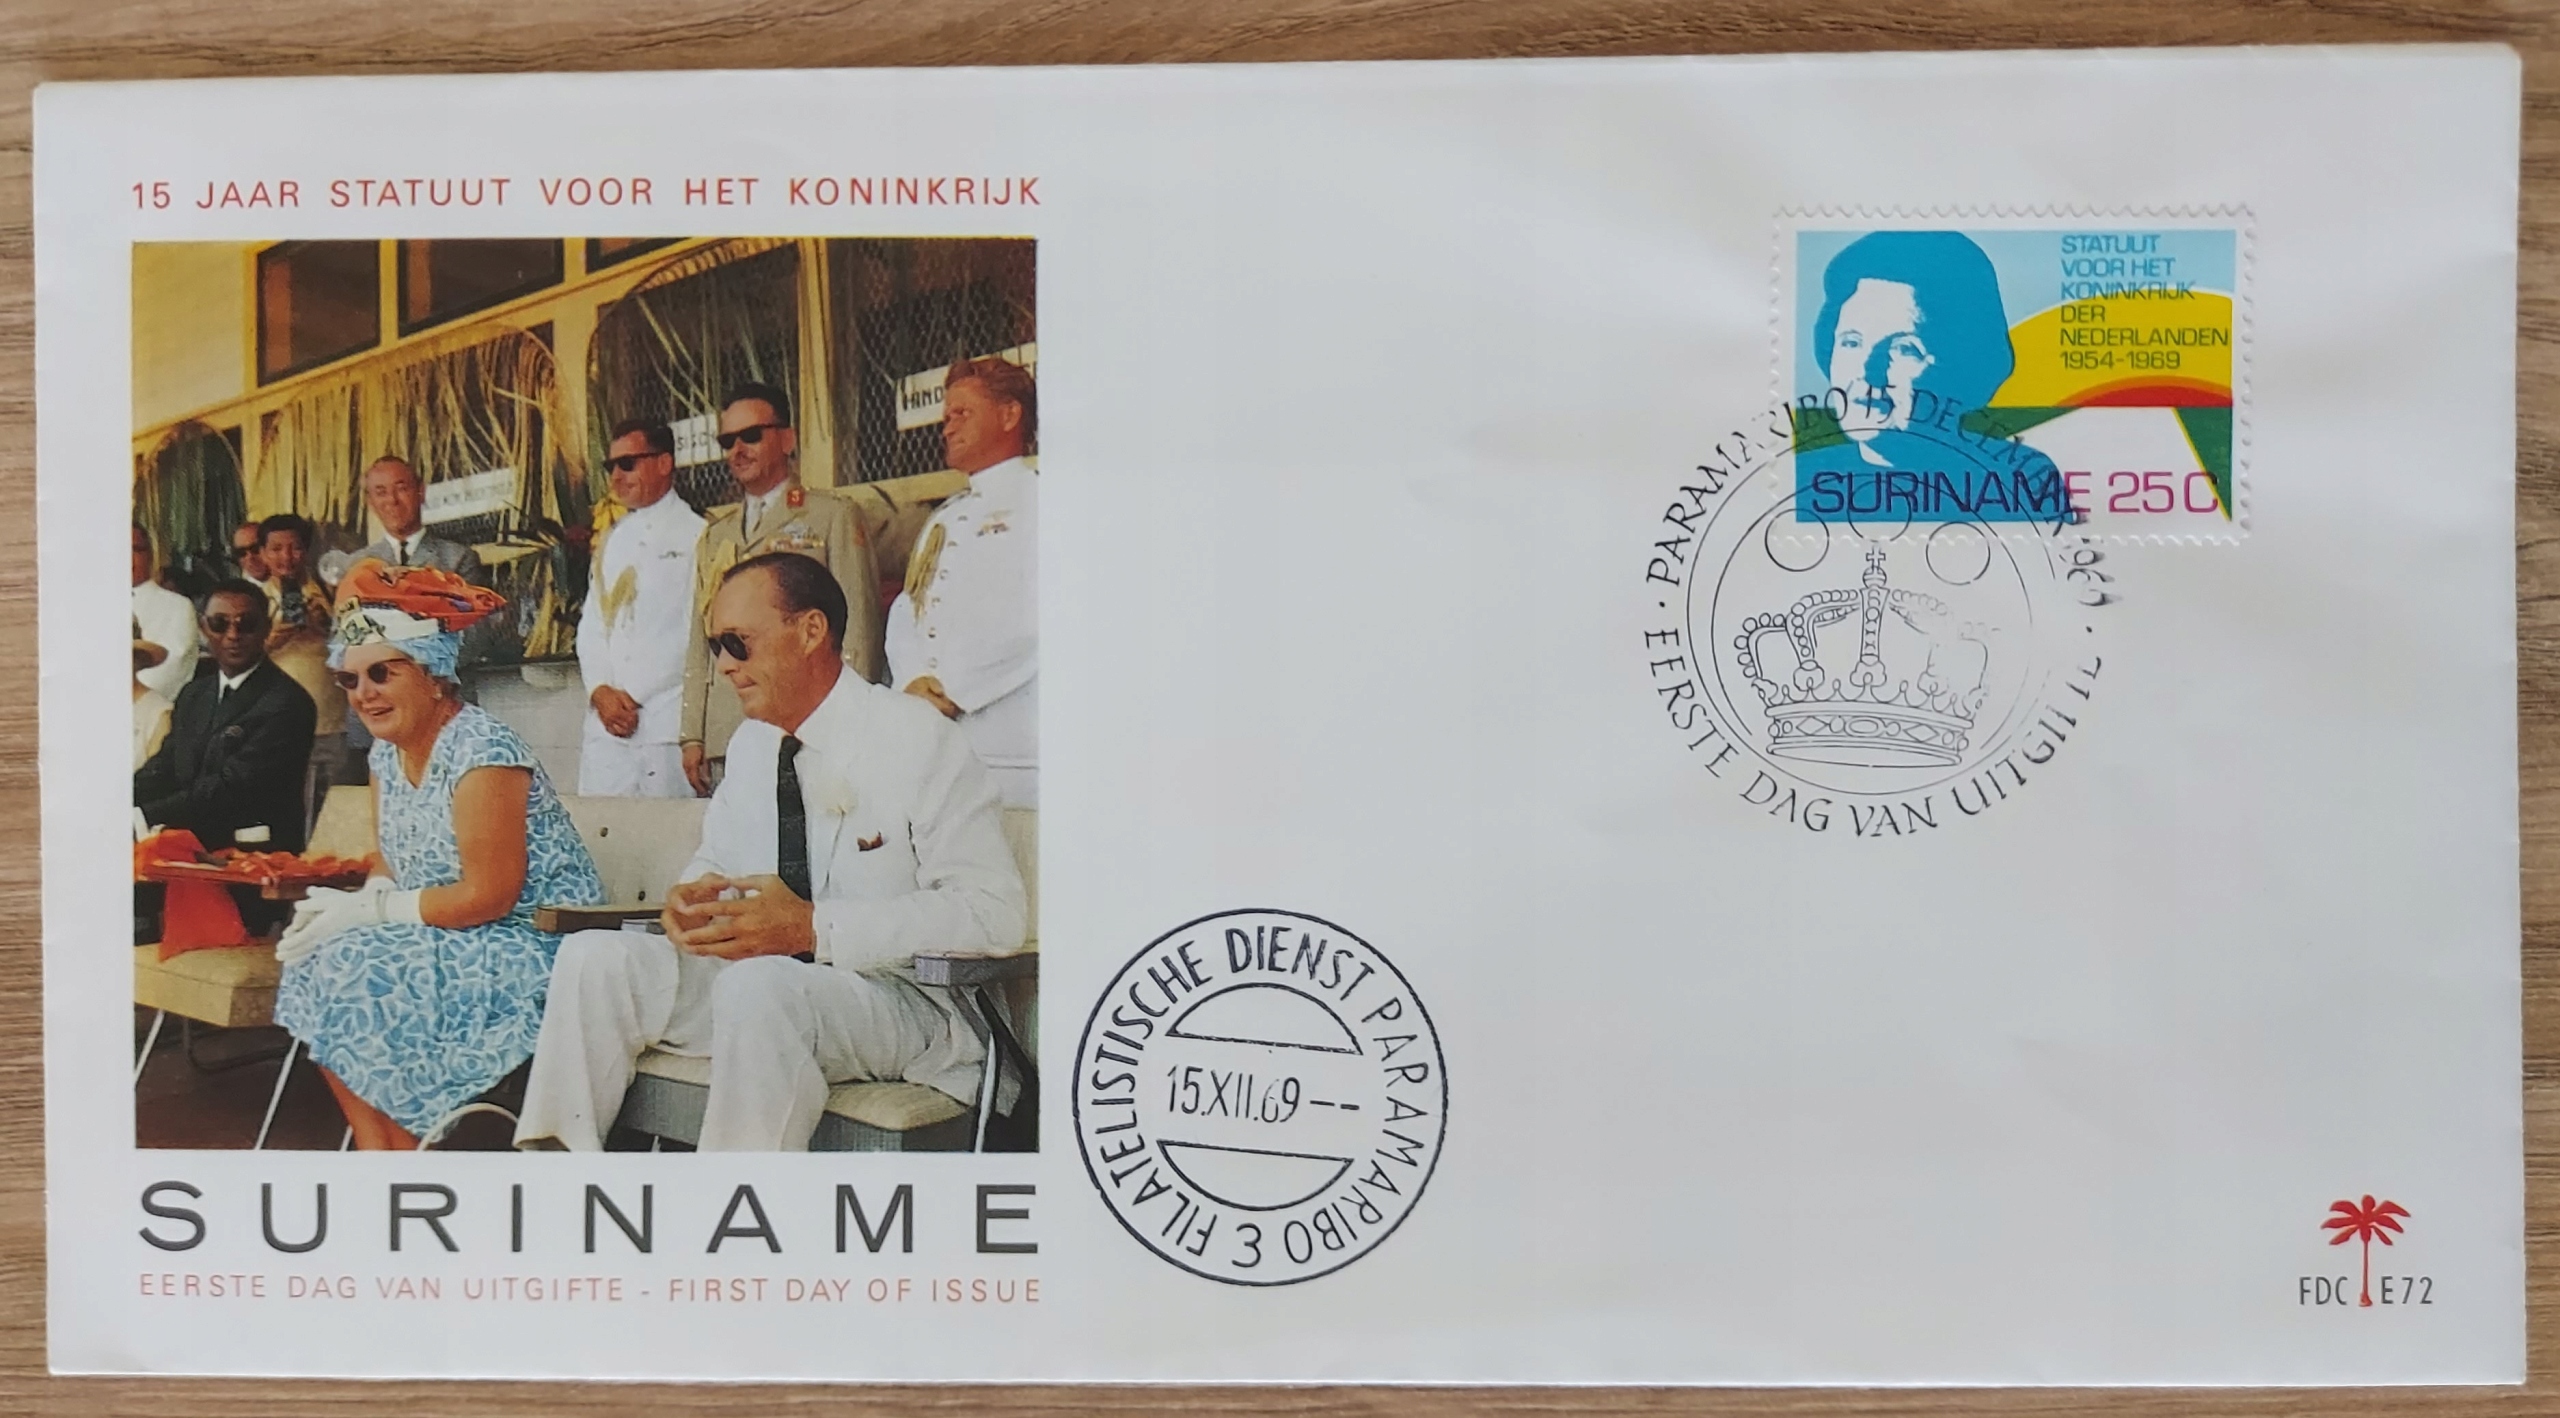 15 JAAR STATUUT VOOR HET KONINKRIJK
STATUUT
VOOR HET
KONINKRIJK
DER
NEDERLANDEN
1954-1969
SURINAME 25 C
· PARAMARIBO 15 DECEMBER 1969 ·
EERSTE DAG VAN UITGIFTE
FILATELISTISCHE DIENST PARAMARIBO 3
15.XII.69--
SURINAME
EERSTE DAG VAN UITGIFTE - FIRST DAY OF ISSUE
FDC E72